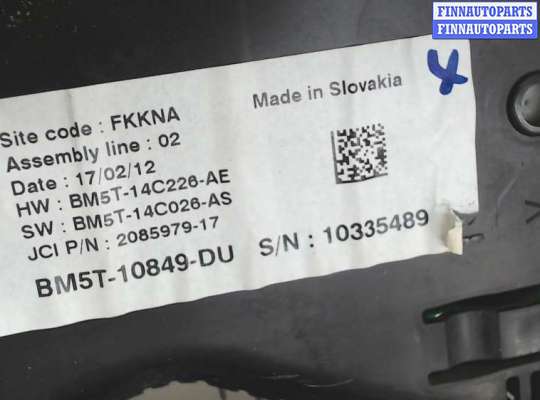 FINNAUTOPARTS
FINNAUTOPARTS
Site code : FKKNA
Made in Slovakia
Assembly line : 02
Date : 17/02/12
HW : BM5T-14C226-AE
SW : BM5T-14C026-AS
JCI P/N : 2085979-17
BM5T-10849-DU
S/N : 10335489
4